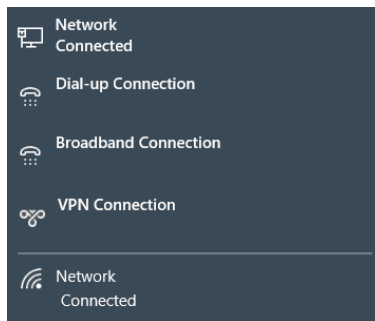 Network
Connected
Dial-up Connection
Broadband Connection
VPN Connection
Network
Connected